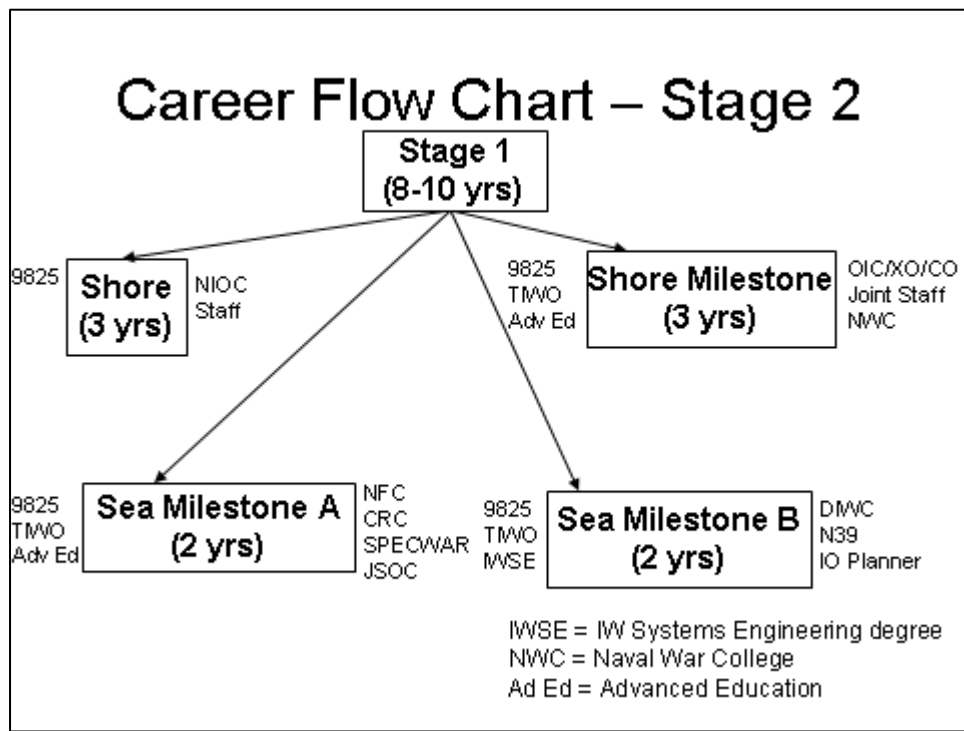 Career Flow Chart – Stage 2
Stage 1
(8-10 yrs)
9825
Shore
(3 yrs)
NIOC
Staff
9825
TIWO
Adv Ed
Shore Milestone
(3 yrs)
OIC/XO/CO
Joint Staff
NWC
9825
TIWO
Adv Ed
Sea Milestone A
(2 yrs)
NFC
CRC
SPECWAR
JSOC
9825
TIWO
IWSE
Sea Milestone B
(2 yrs)
DIWC
N39
IO Planner
IWSE = IW Systems Engineering degree
NWC = Naval War College
Ad Ed = Advanced Education